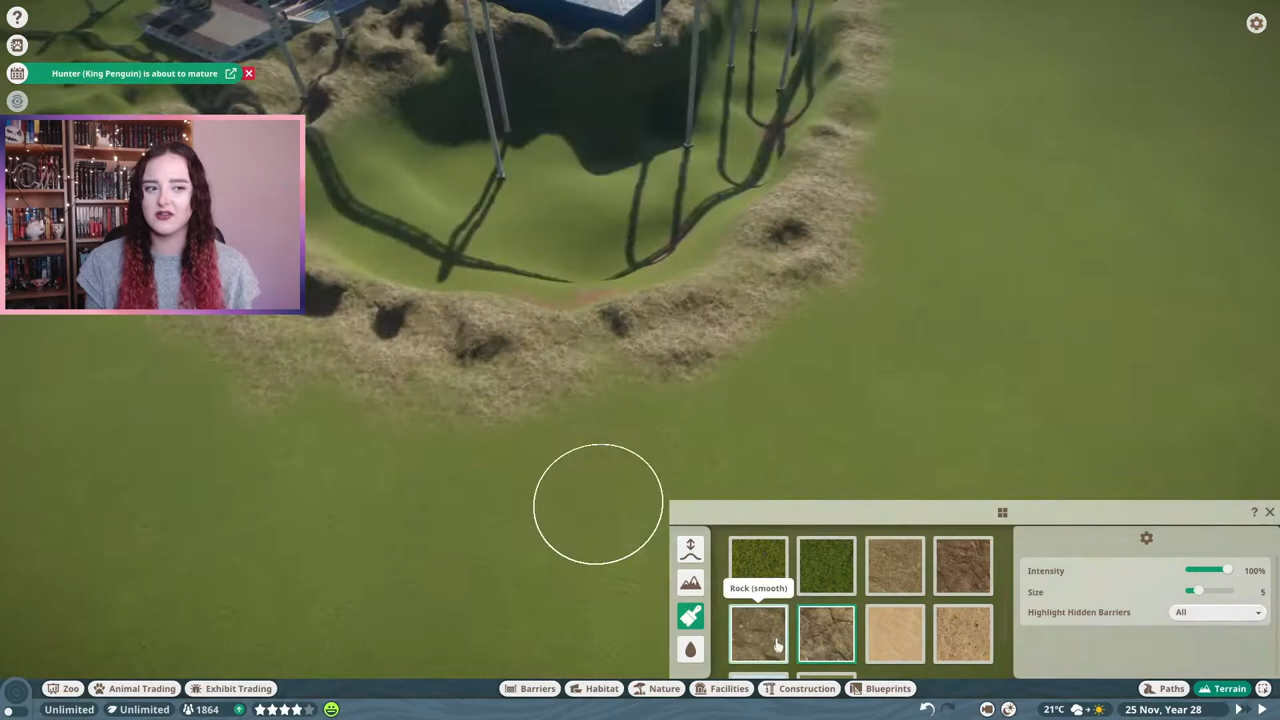 ?
Hunter (King Penguin) is about to mature
?
Rock (smooth)
Intensity 100%
Size 5
Highlight Hidden Barriers All
Zoo Animal Trading Exhibit Trading Barriers Habitat Nature Facilities Construction Blueprints Paths Terrain
Unlimited Unlimited 1864 21°C 25 Nov, Year 28